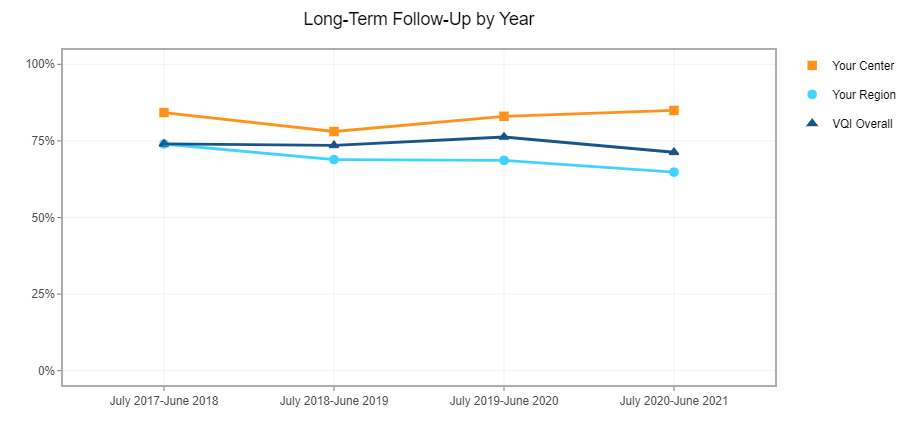 Long-Term Follow-Up by Year
100%
75%
50%
25%
0%
July 2017-June 2018
July 2018-June 2019
July 2019-June 2020
July 2020-June 2021
Your Center
Your Region
VQI Overall